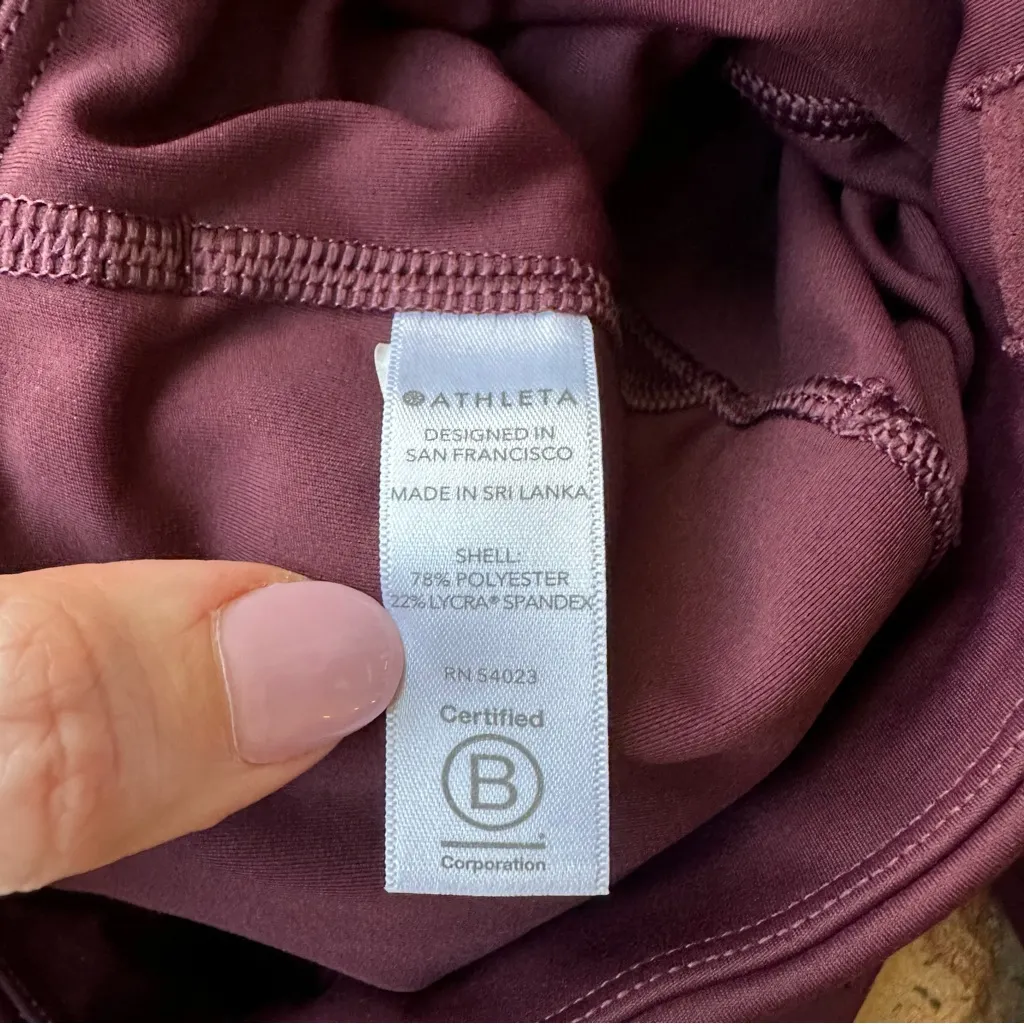 ATHLETA
DESIGNED IN
SAN FRANCISCO
MADE IN SRI LANKA
SHELL:
78% POLYESTER
22% LYCRA® SPANDEX
RN 54023
Certified
B
Corporation